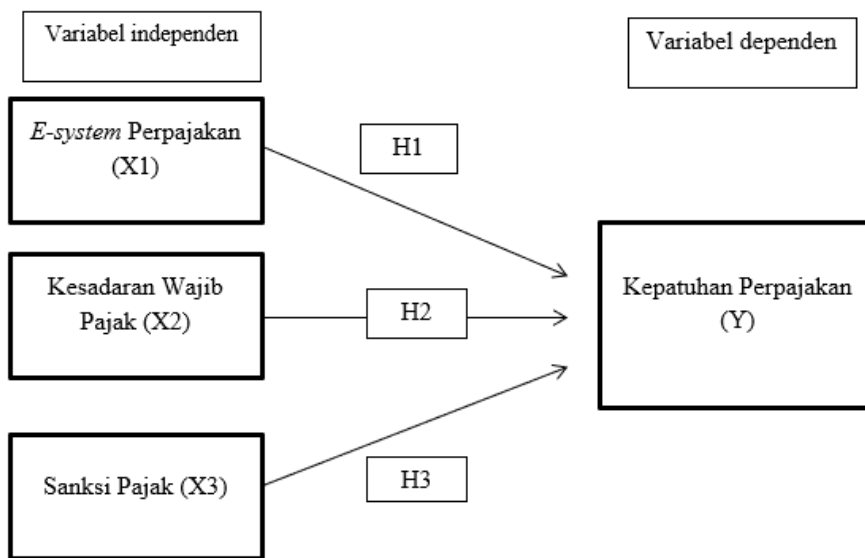 Variabel independen
Variabel dependen
E-system Perpajakan
(X1)
H1
Kesadaran Wajib
Pajak (X2)
H2
Kepatuhan Perpajakan
(Y)
Sanksi Pajak (X3)
H3